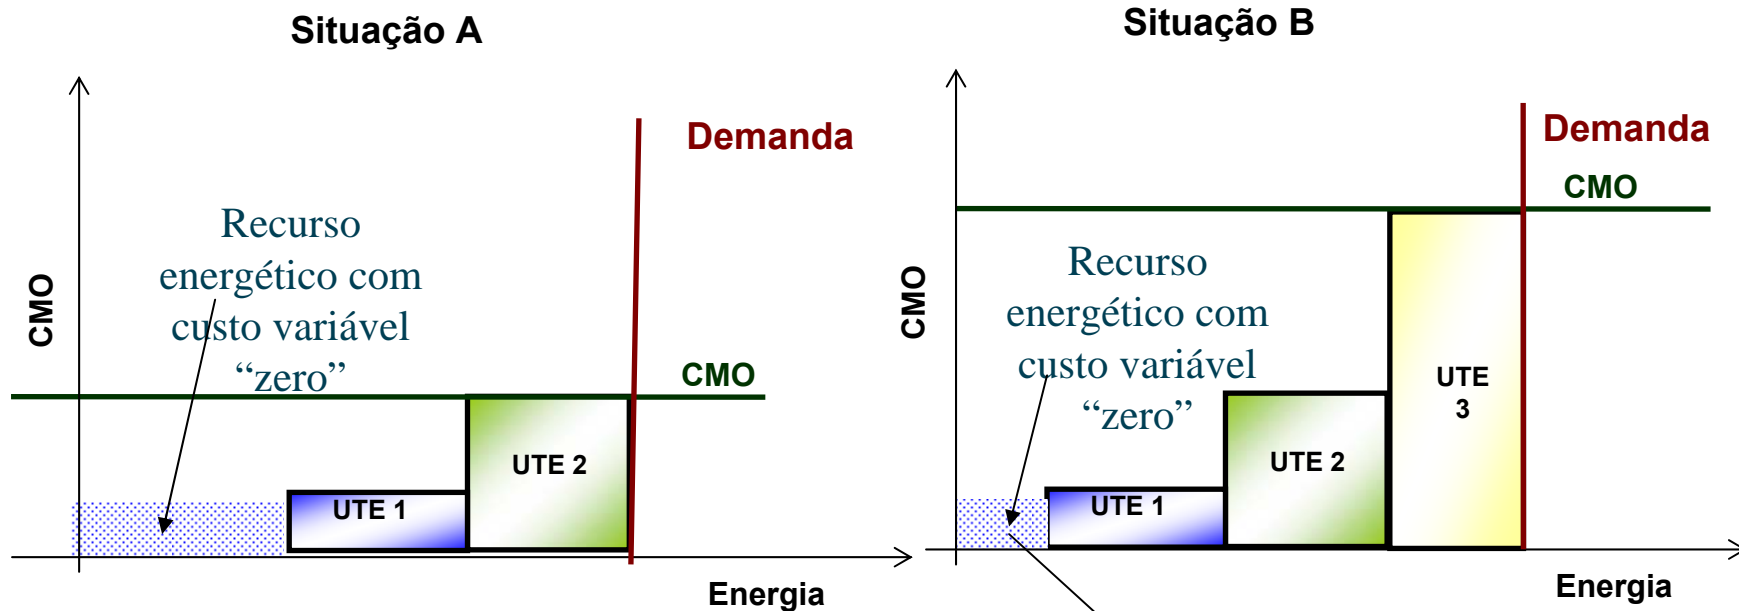 Situação A
Demanda
Recurso
energético com
custo variável
“zero”
CMO
CMO
UTE 1
UTE 2
Energia
Situação B
Demanda
CMO
Recurso
energético com
custo variável
“zero”
CMO
UTE 1
UTE 2
UTE
3
Energia